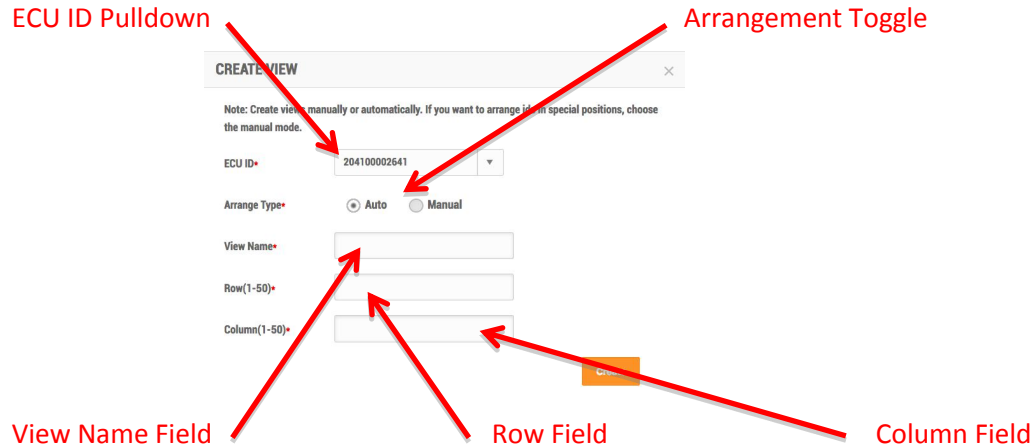 ECU ID Pulldown
Arrangement Toggle
CREATE VIEW
Note: Create views manually or automatically. If you want to arrange ids in special positions, choose
the manual mode.
ECU ID*
204100002641
Arrange Type*
Auto
Manual
View Name*
Row(1-50)*
Column(1-50)*
Create
View Name Field
Row Field
Column Field